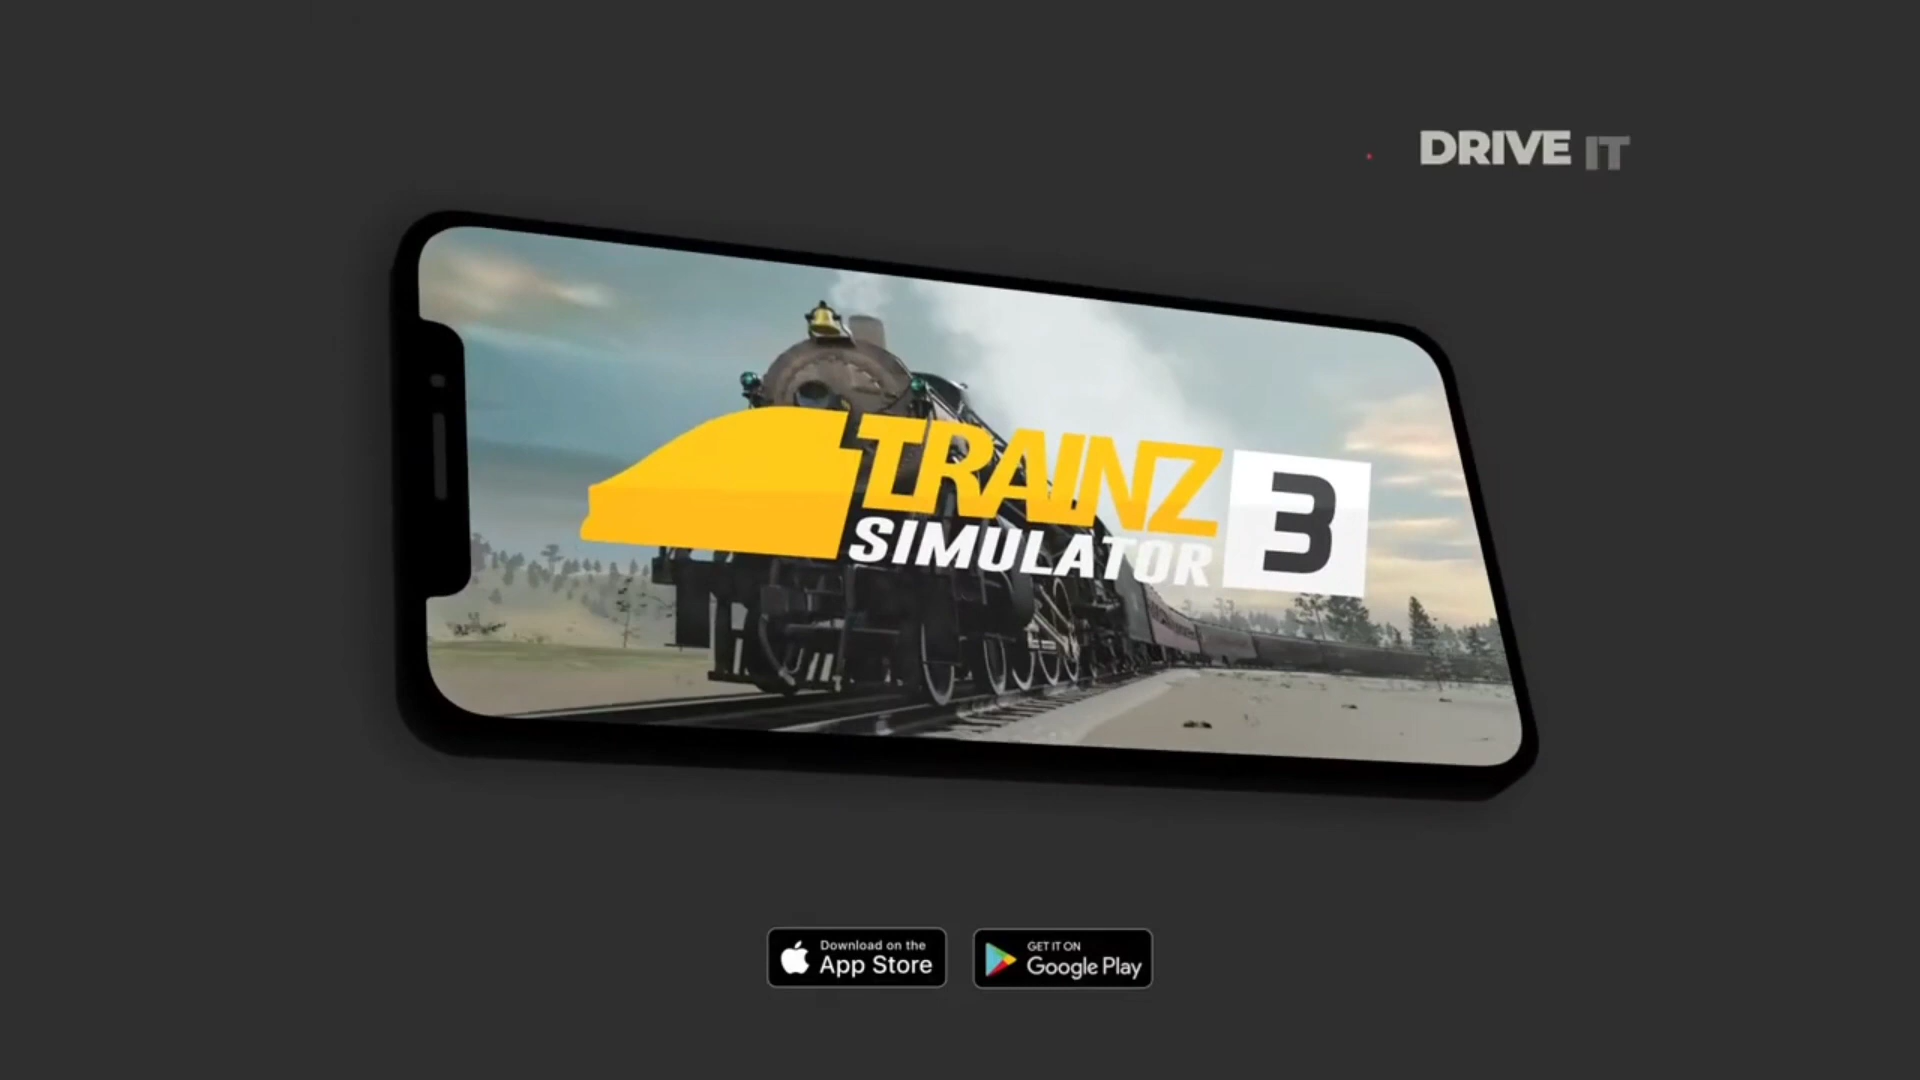 DRIVE IT
TRAINZ
SIMULATOR
3
Download on the
App Store
GET IT ON
Google Play